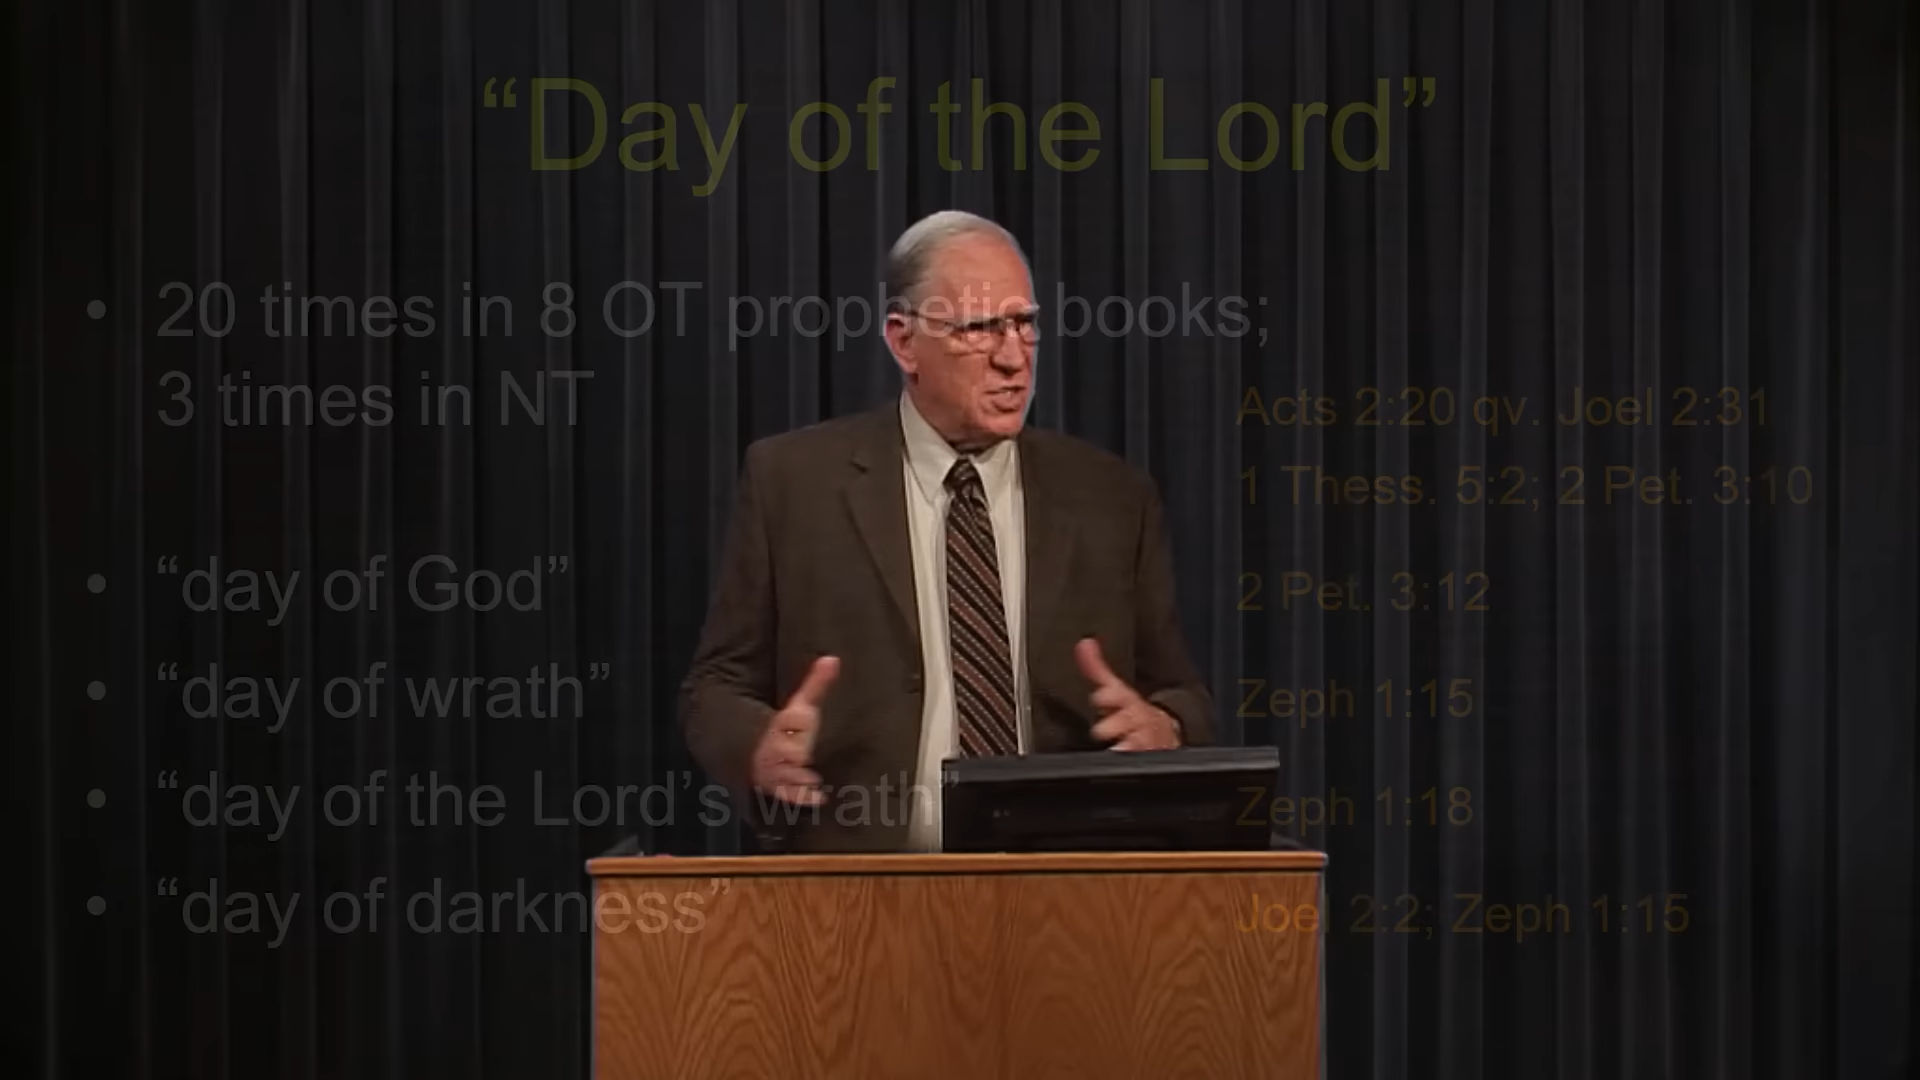 “Day of the Lord”
• 20 times in 8 OT prophetic books;
3 times in NT
Acts 2:20 qv. Joel 2:31
1 Thess. 5:2; 2 Pet. 3:10
• “day of God” 2 Pet. 3:12
• “day of wrath” Zeph 1:15
• “day of the Lord’s wrath” Zeph 1:18
• “day of darkness” Joel 2:2; Zeph 1:15